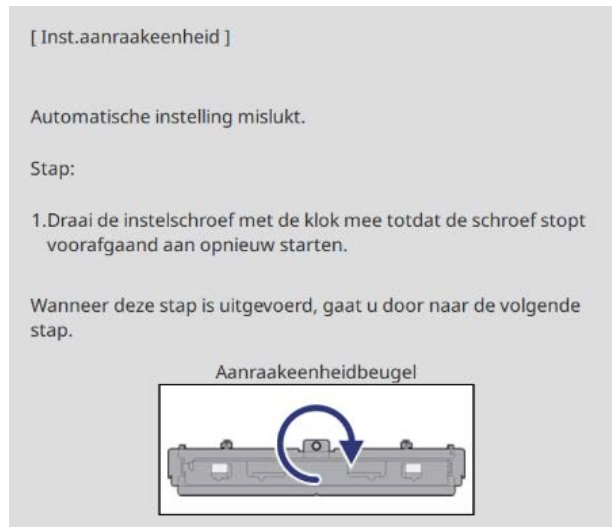 [ Inst.aanraakeenheid ]
Automatische instelling mislukt.
Stap:
1.Draai de instelschroef met de klok mee totdat de schroef stopt
voorafgaand aan opnieuw starten.
Wanneer deze stap is uitgevoerd, gaat u door naar de volgende
stap.
Aanraakeenheidbeugel